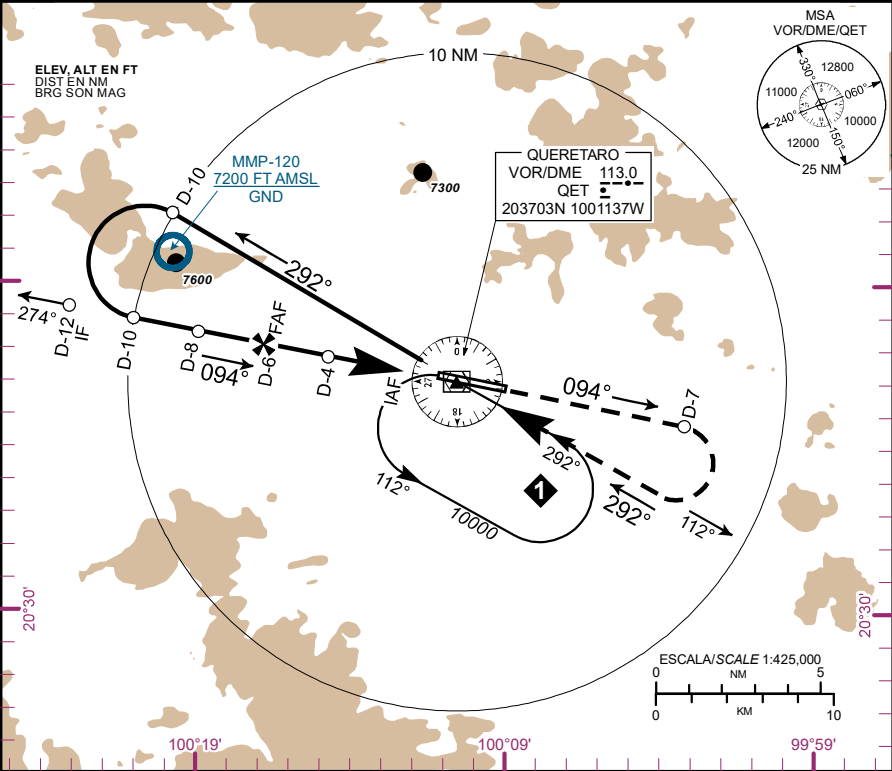 MSA
VOR/DME/QET
330°
12800
060°
11000
10000
240°
12000
150°
25 NM
10 NM
ELEV, ALT EN FT
DIST EN NM
BRG SON MAG
MMP-120
7200 FT AMSL
GND
D-10
7300
QUERETARO
VOR/DME 113.0
QET
203703N 1001137W
7600
292°
274°
D-12
IF
D-10
D-8
094°
FAF
D-6
D-4
IAF
0
27
18
094°
D-7
292°
112°
10000
1
292°
112°
20°30'
20°30'
ESCALA/SCALE 1:425,000
0 NM 5
0 KM 10
100°19'
100°09'
99°59'